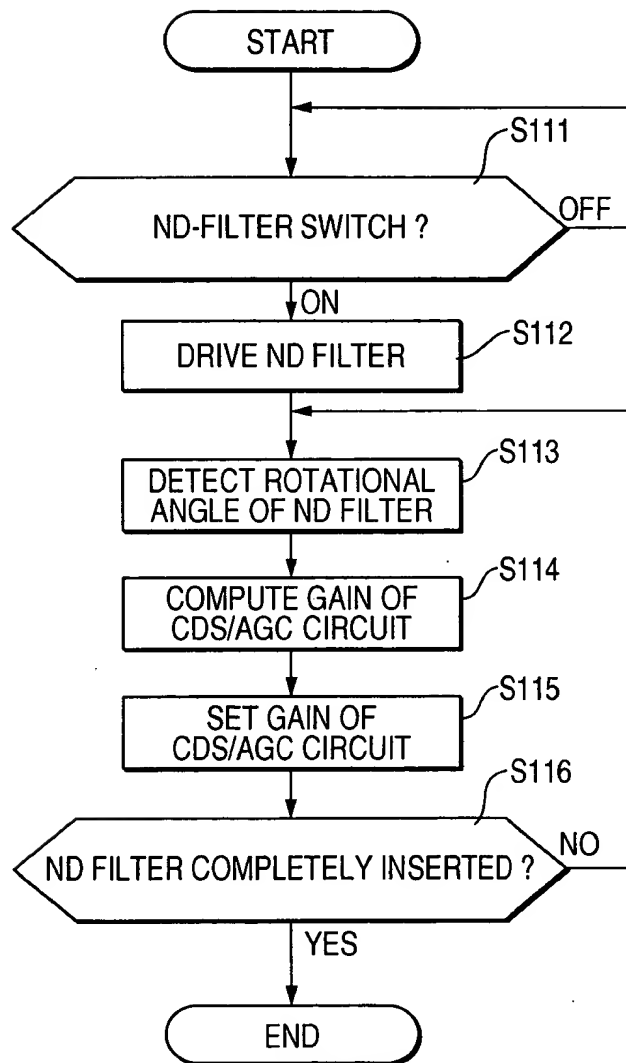 START
S111
ND-FILTER SWITCH ?
OFF
ON
S112
DRIVE ND FILTER
S113
DETECT ROTATIONAL
ANGLE OF ND FILTER
S114
COMPUTE GAIN OF
CDS/AGC CIRCUIT
S115
SET GAIN OF
CDS/AGC CIRCUIT
S116
ND FILTER COMPLETELY INSERTED ?
NO
YES
END